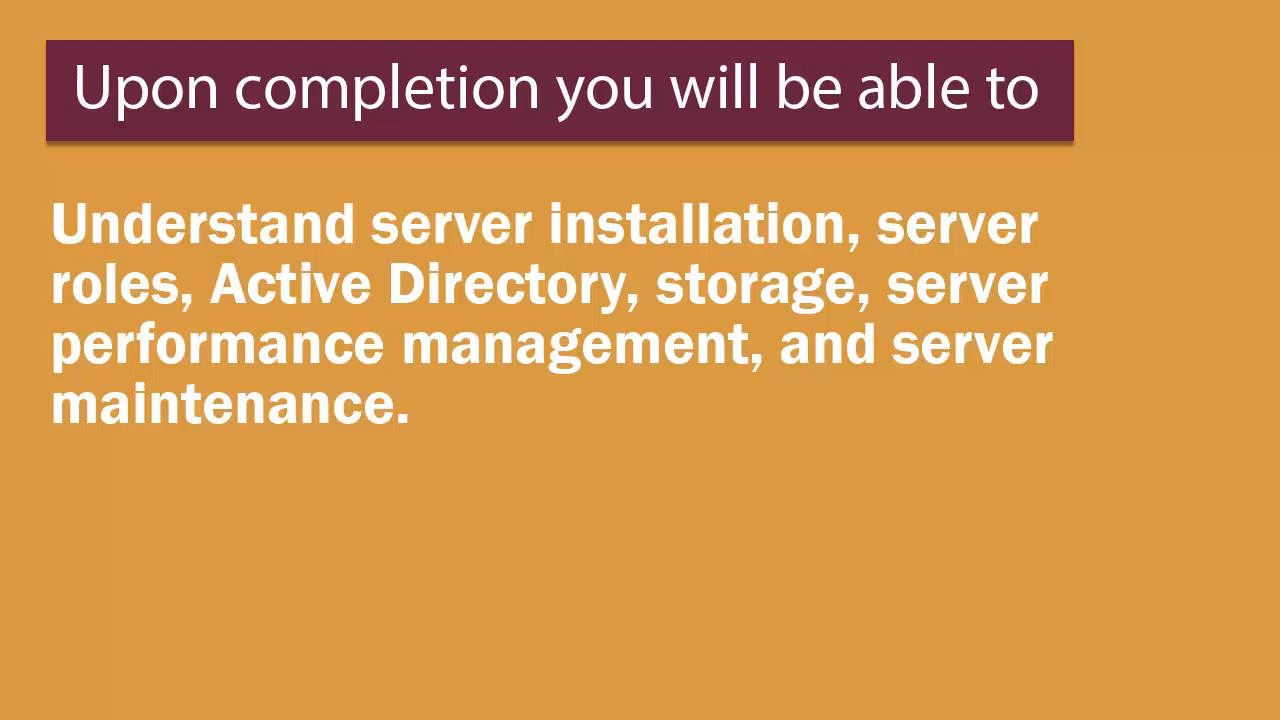 Upon completion you will be able to
Understand server installation, server
roles, Active Directory, storage, server
performance management, and server
maintenance.